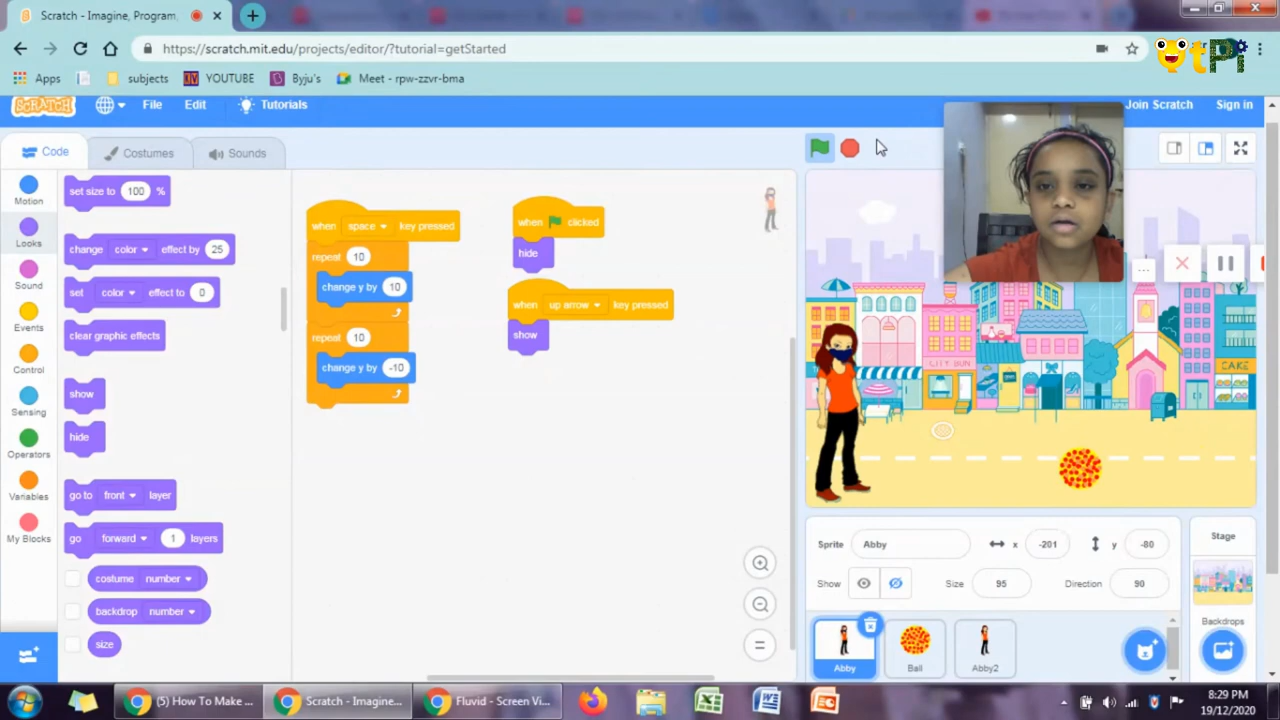 Scratch - Imagine, Program,
https://scratch.mit.edu/projects/editor/?tutorial=getStarted
Apps subjects YOUTUBE Byju's Meet - rpw-zzvr-bma
tPi
SCRATCH File Edit Tutorials Join Scratch Sign in
Code Costumes Sounds
Motion
Looks
Sound
Events
Control
Sensing
Operators
Variables
My Blocks
set size to 100 %
change color effect by 25
set color effect to 0
clear graphic effects
show
hide
go to front layer
go forward 1 layers
costume number
backdrop number
size
when space key pressed
repeat 10
change y by 10
repeat 10
change y by -10
when clicked
hide
when up arrow key pressed
show
CITY BUN
CAKE
Sprite Abby x -201 y -80
Show Size 95 Direction 90
Abby Ball Abby2
Stage
Backdrops
(5) How To Make ... Scratch - Imagine... Fluvid - Screen Vi...
8:29 PM
19/12/2020